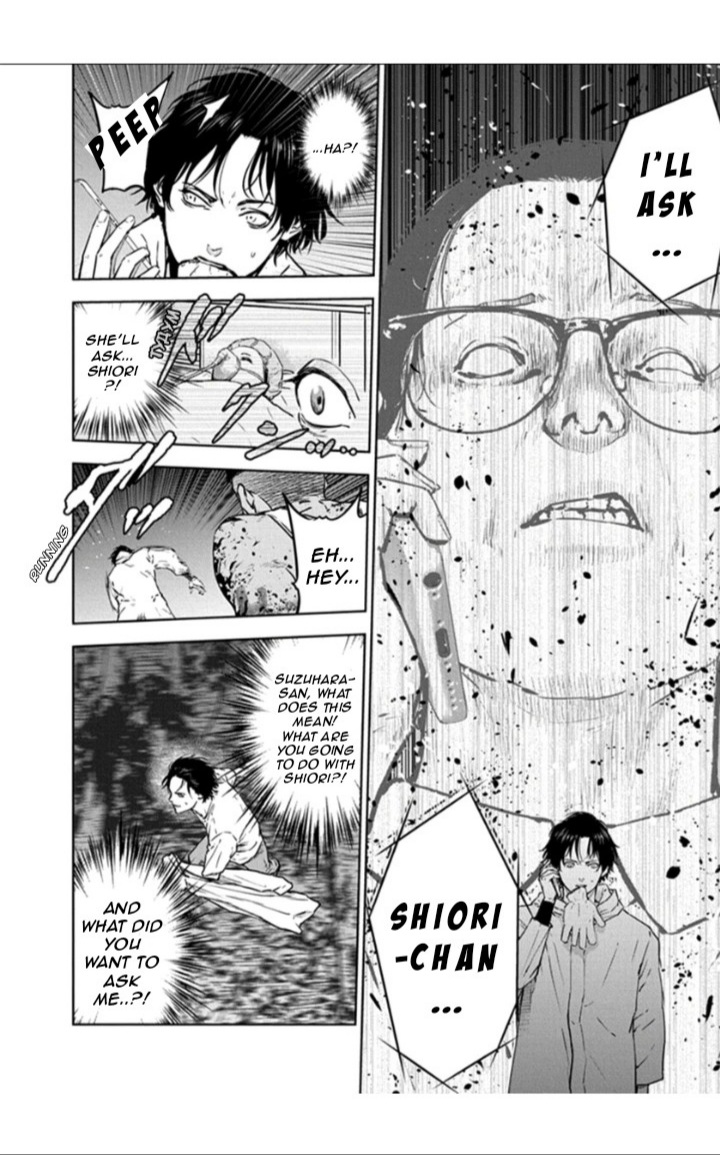 I'LL
ASK
...
SHIORI
-CHAN
...
...HA?!
PEEP
SHE'LL
ASK...
SHIORI
?!
DAYM
EH...
HEY...
RUNNING
SUZUHARA-
SAN, WHAT
DOES THIS
MEAN!
WHAT ARE
YOU GOING
TO DO WITH
SHIORI?!
AND
WHAT DID
YOU
WANT TO
ASK
ME..?!